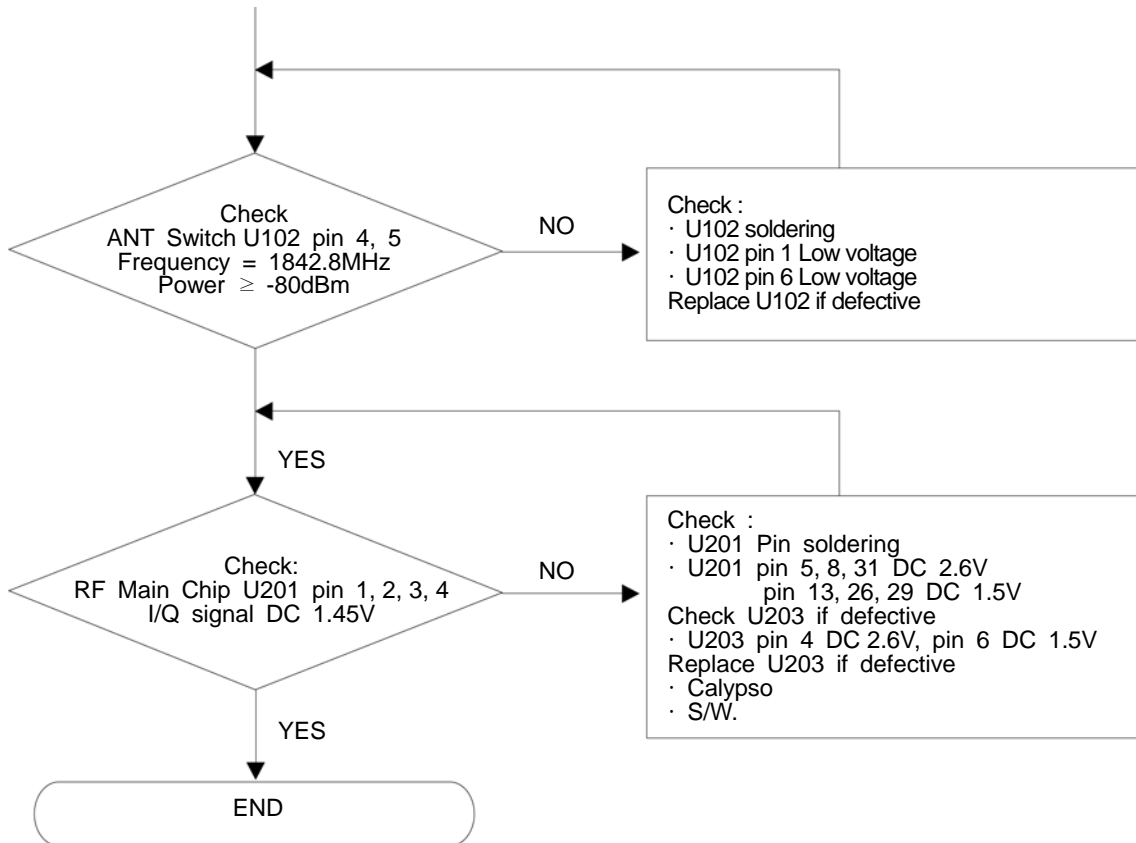 Check
ANT Switch U102 pin 4, 5
Frequency = 1842.8MHz
Power ≥ -80dBm
NO
Check :
· U102 soldering
· U102 pin 1 Low voltage
· U102 pin 6 Low voltage
Replace U102 if defective
YES
Check:
RF Main Chip U201 pin 1, 2, 3, 4
I/Q signal DC 1.45V
NO
Check :
· U201 Pin soldering
· U201 pin 5, 8, 31 DC 2.6V
pin 13, 26, 29 DC 1.5V
Check U203 if defective
· U203 pin 4 DC 2.6V, pin 6 DC 1.5V
Replace U203 if defective
· Calypso
· S/W.
YES
END